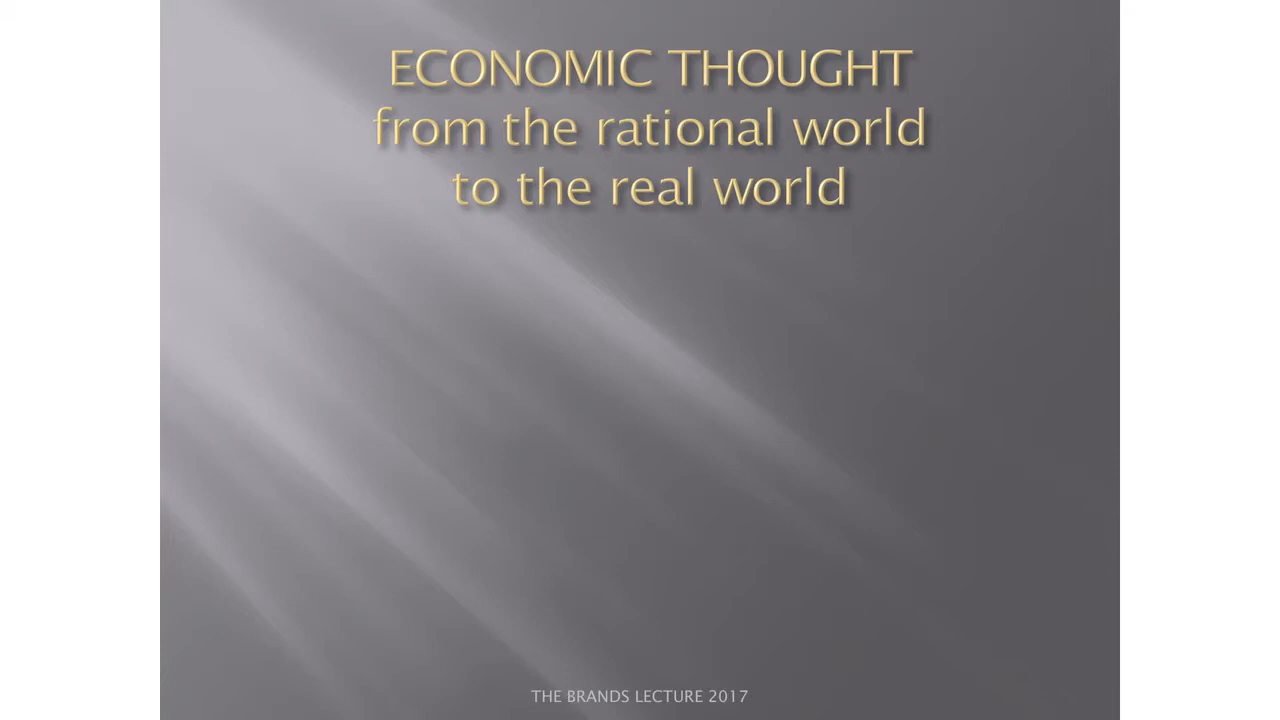 ECONOMIC THOUGHT
from the rational world
to the real world
THE BRANDS LECTURE 2017